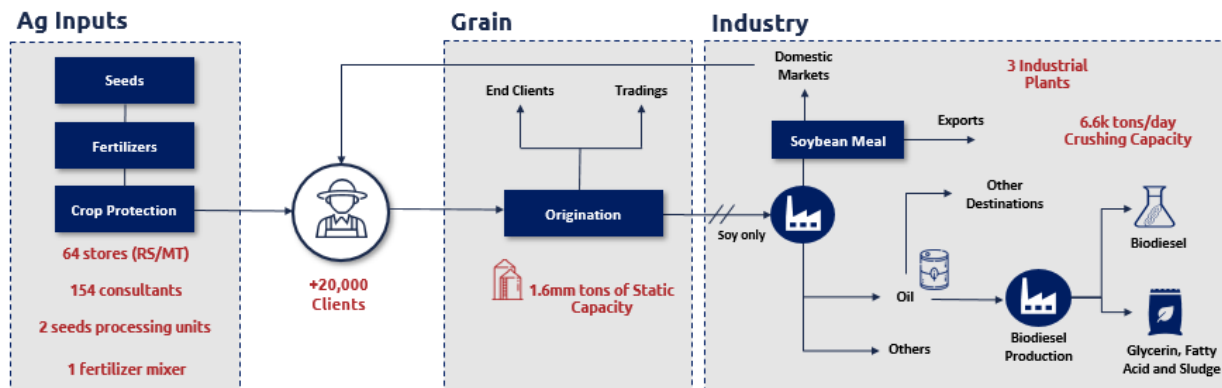 Ag Inputs
Seeds
Fertilizers
Crop Protection
64 stores (RS/MT)
154 consultants
2 seeds processing units
1 fertilizer mixer
+20,000
Clients
Grain
End Clients
Tradings
Origination
1.6mm tons of Static
Capacity
Industry
Domestic
Markets
3 Industrial
Plants
Soybean Meal
Exports
6.6k tons/day
Crushing Capacity
Soy only
Other
Destinations
Oil
Others
Biodiesel
Production
Biodiesel
Glycerin, Fatty
Acid and Sludge